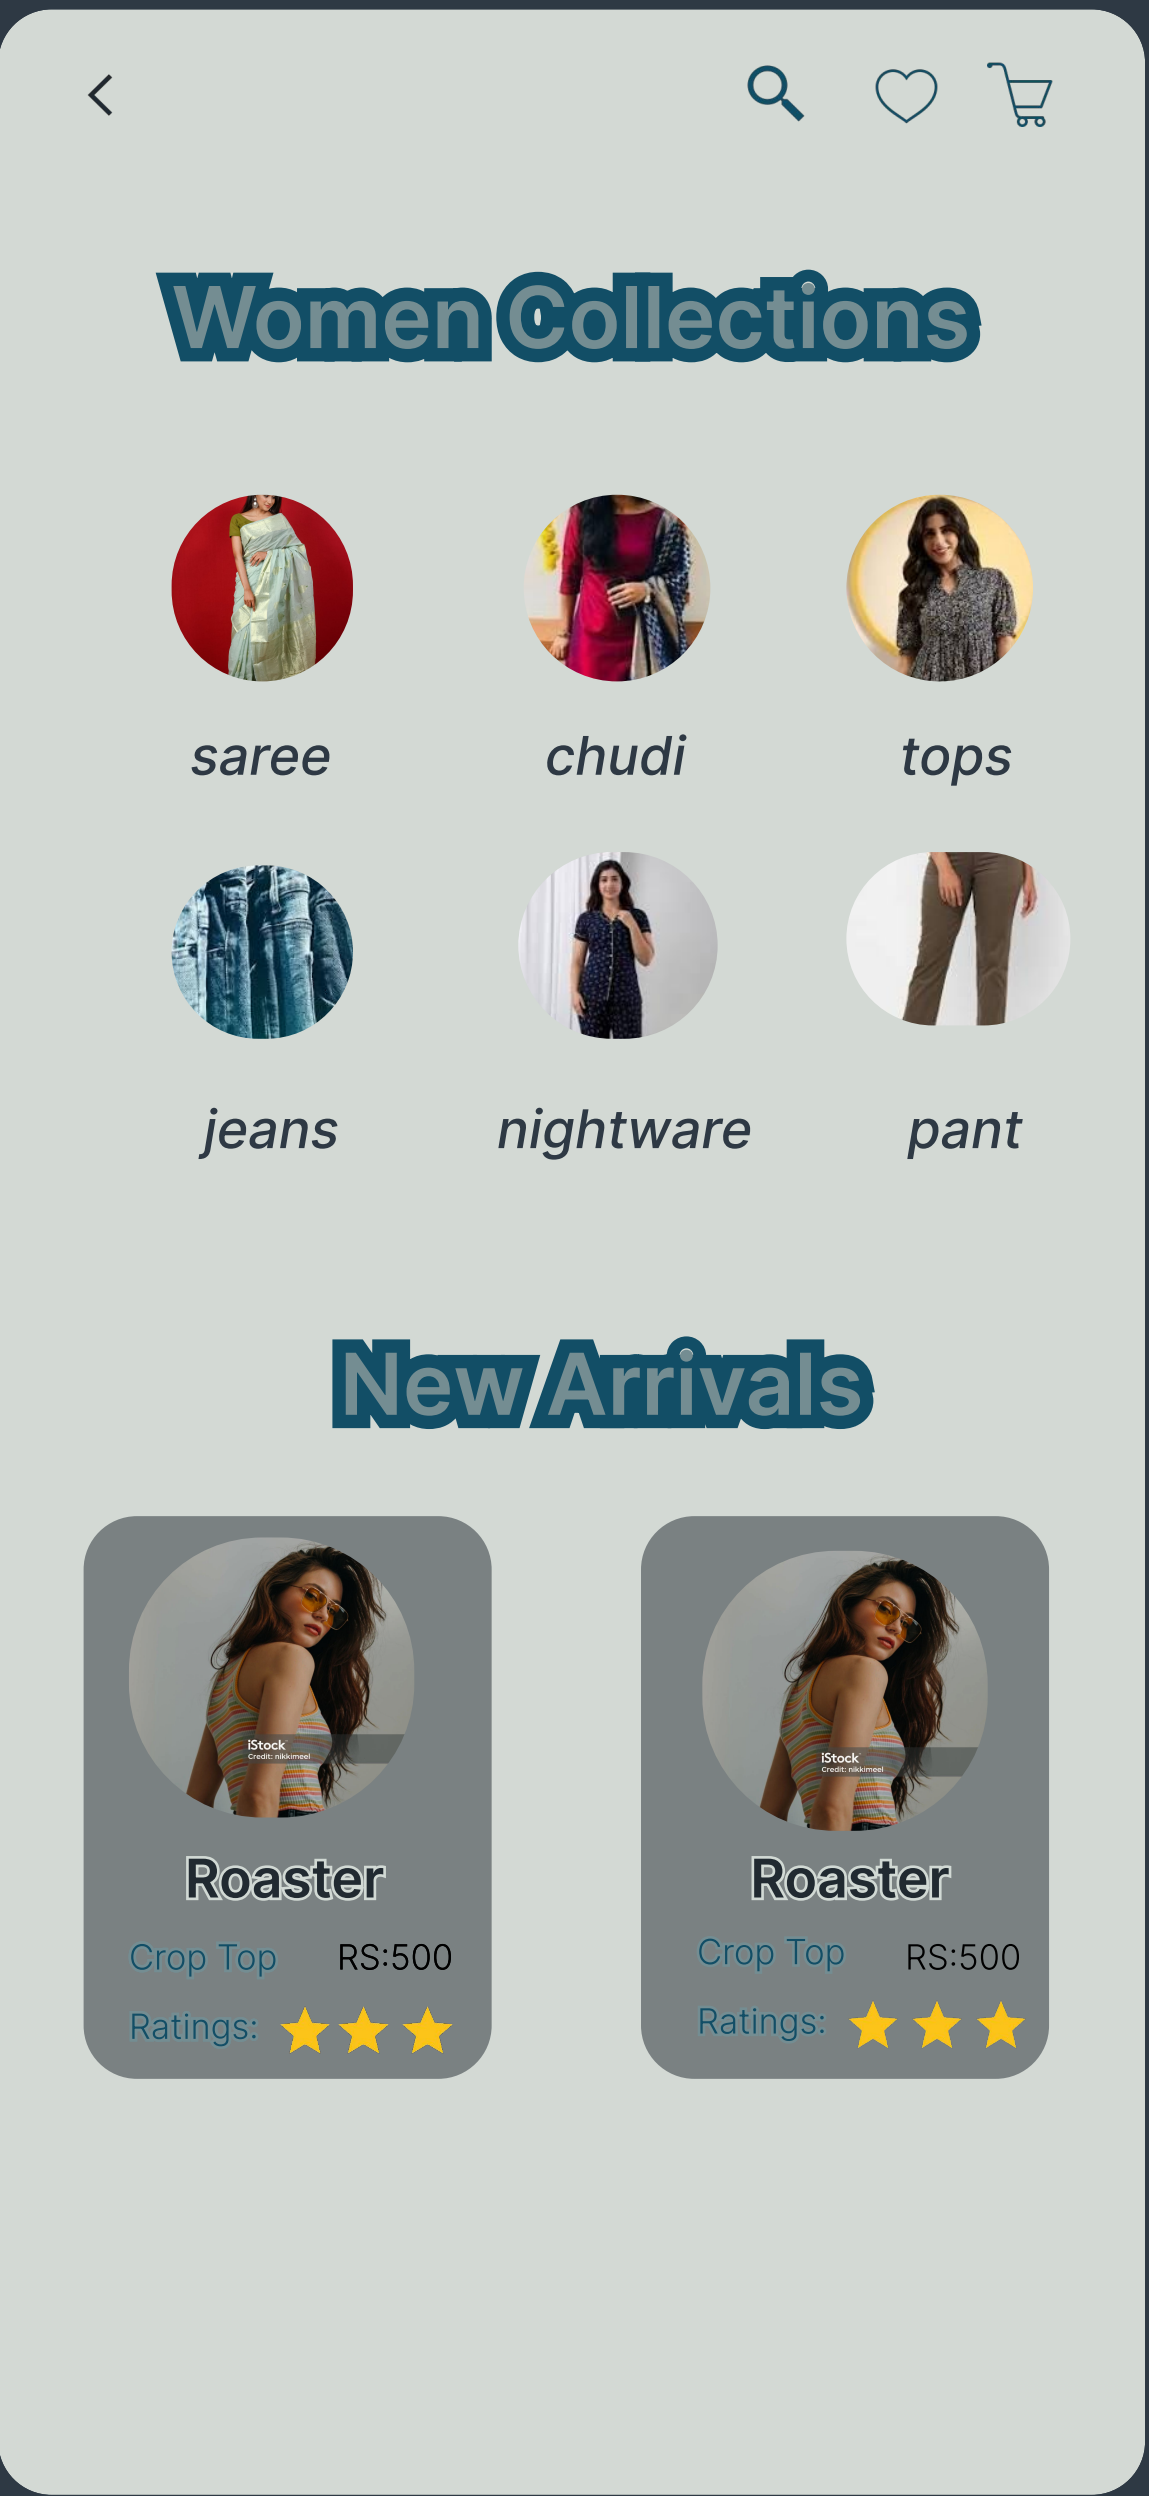 Women Collections
saree chudi tops
jeans nightware pant
New Arrivals
iStock
Credit: nikkimeel
iStock
Credit: nikkimeel
Roaster Roaster
Crop Top RS:500 Crop Top RS:500
Ratings: Ratings: